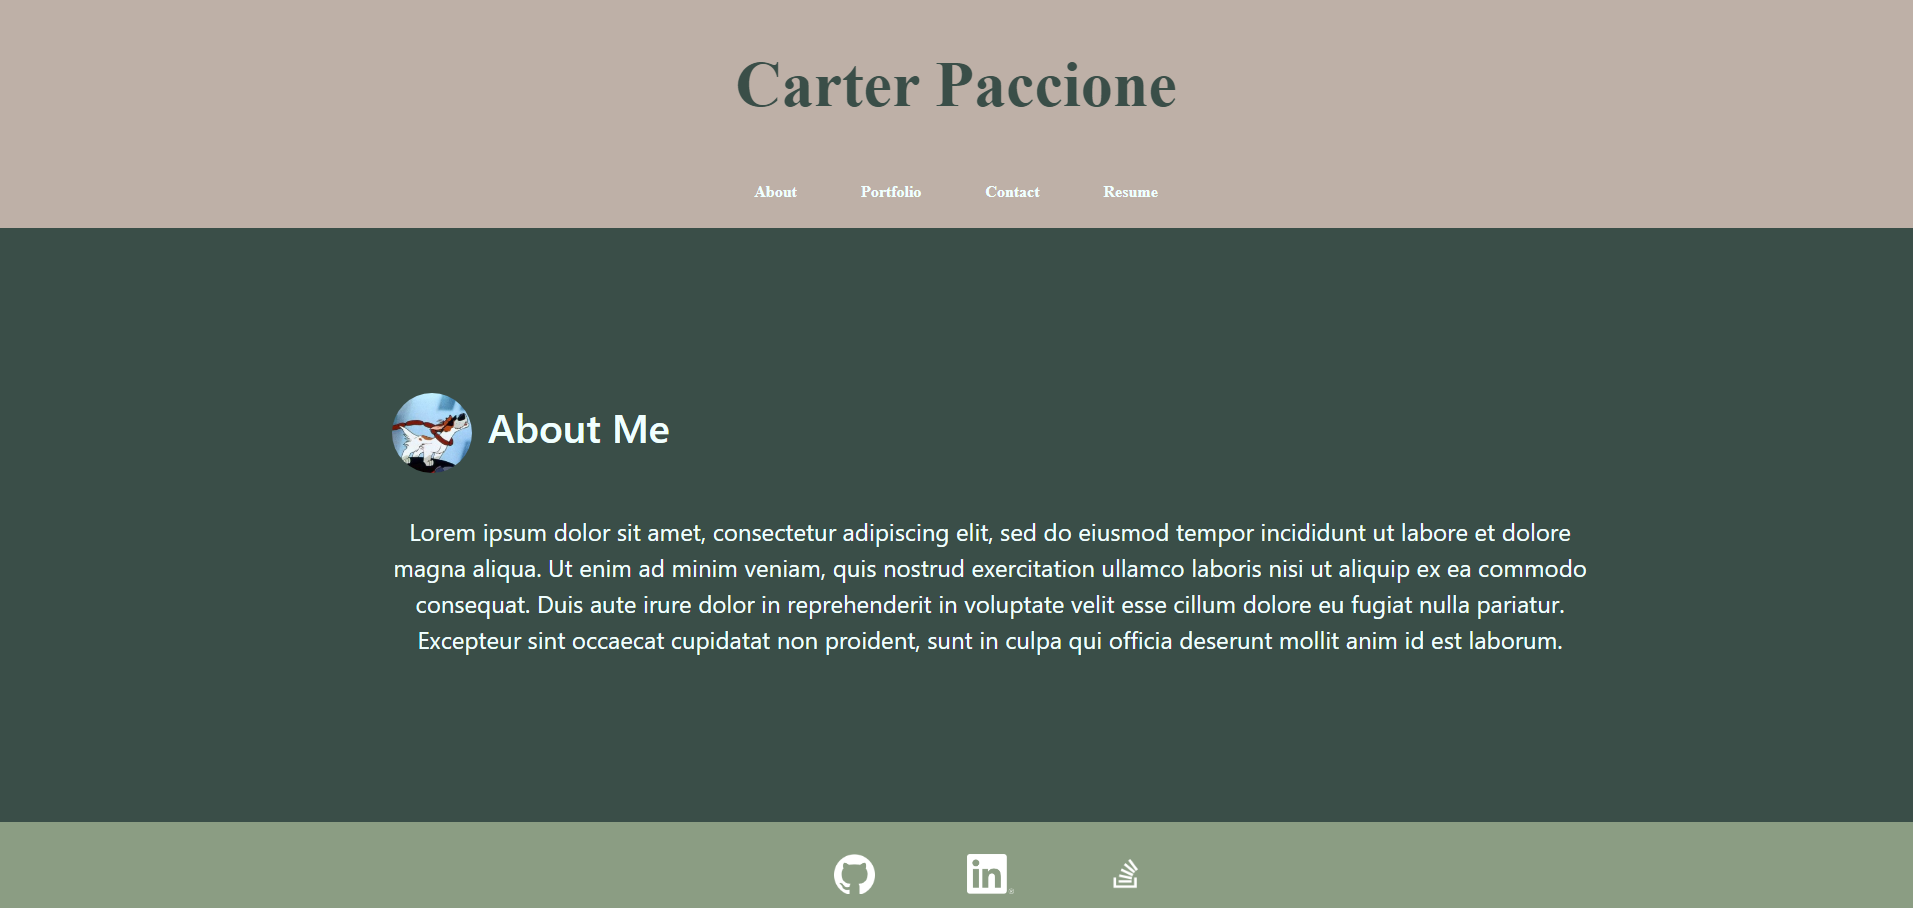 Carter Paccione
About Portfolio Contact Resume
About Me
Lorem ipsum dolor sit amet, consectetur adipiscing elit, sed do eiusmod tempor incididunt ut labore et dolore
magna aliqua. Ut enim ad minim veniam, quis nostrud exercitation ullamco laboris nisi ut aliquip ex ea commodo
consequat. Duis aute irure dolor in reprehenderit in voluptate velit esse cillum dolore eu fugiat nulla pariatur.
Excepteur sint occaecat cupidatat non proident, sunt in culpa qui officia deserunt mollit anim id est laborum.
in